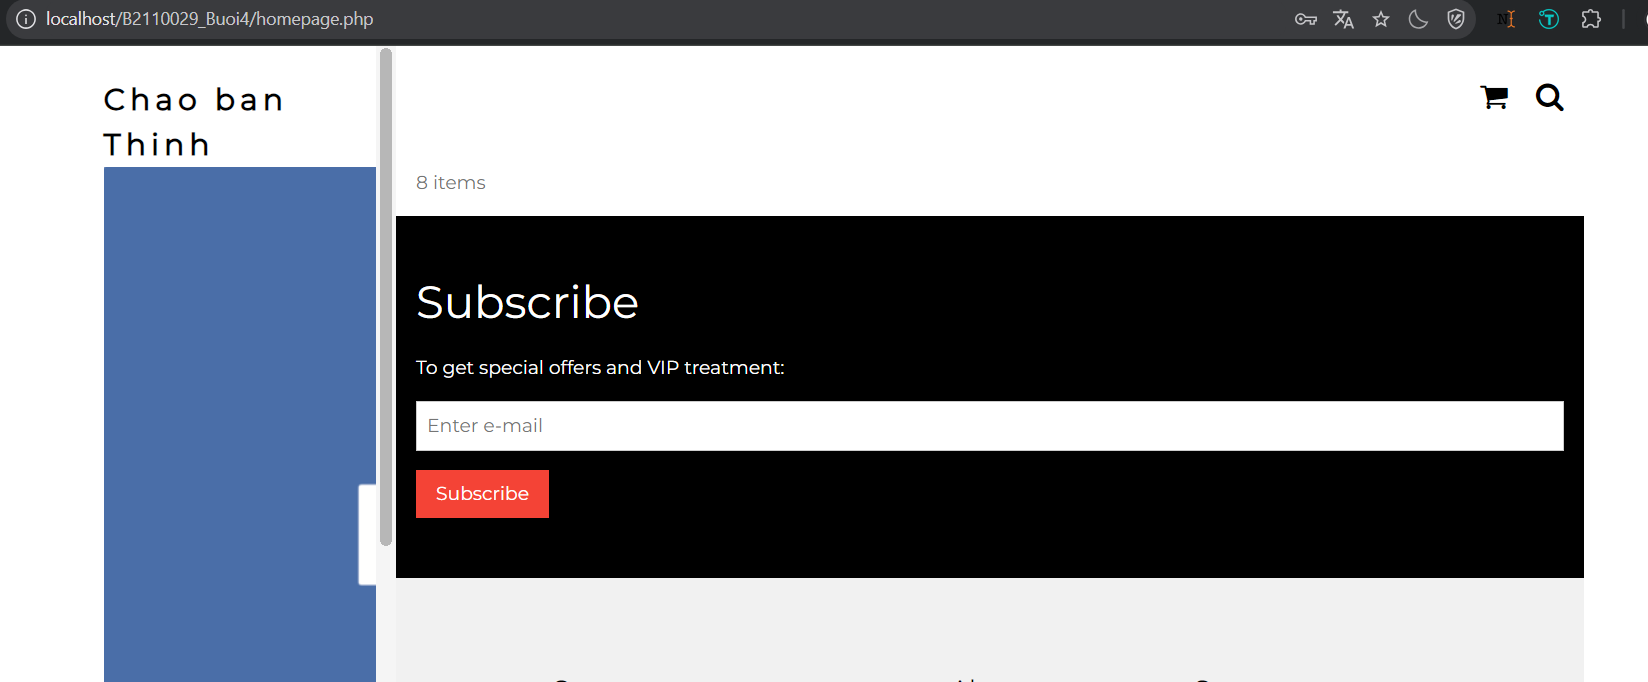 localhost/B2110029_Buoi4/homepage.php
Chao ban
Thinh
8 items
Subscribe
To get special offers and VIP treatment:
Enter e-mail
Subscribe